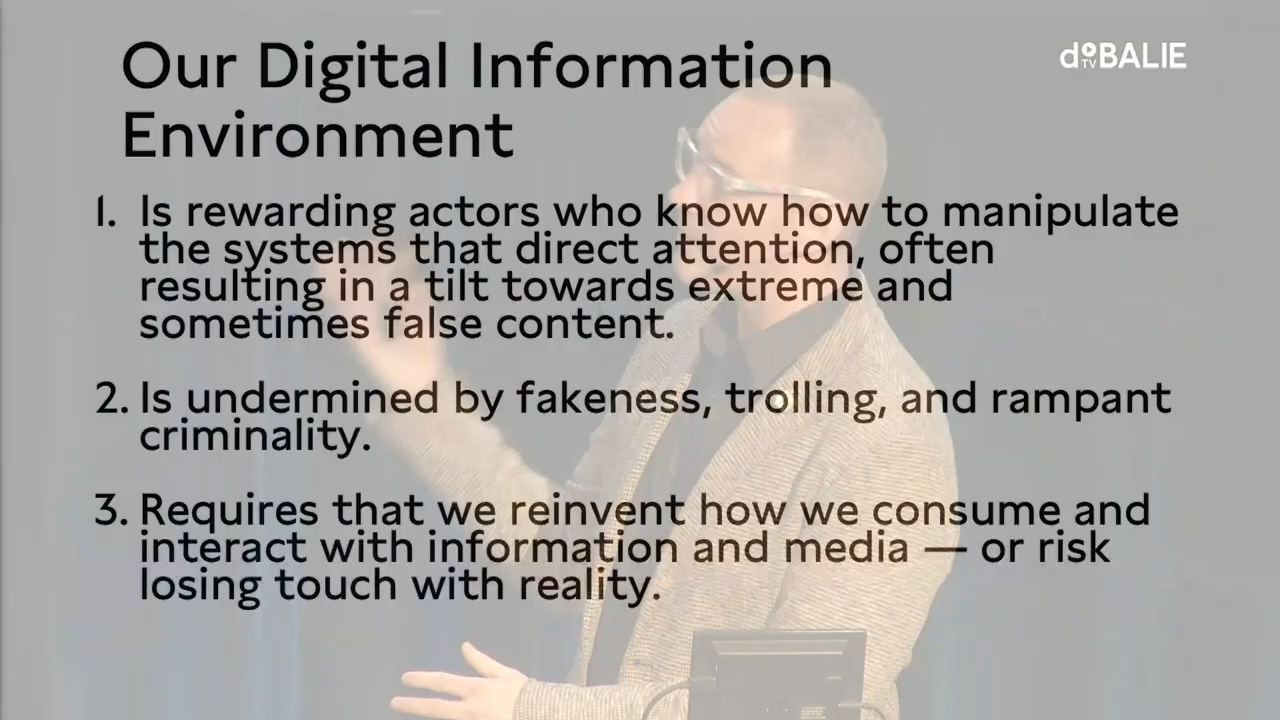 Our Digital Information
Environment
deBALIE
TV
1. Is rewarding actors who know how to manipulate
the systems that direct attention, often
resulting in a tilt towards extreme and
sometimes false content.
2. Is undermined by fakeness, trolling, and rampant
criminality.
3. Requires that we reinvent how we consume and
interact with information and media — or risk
losing touch with reality.